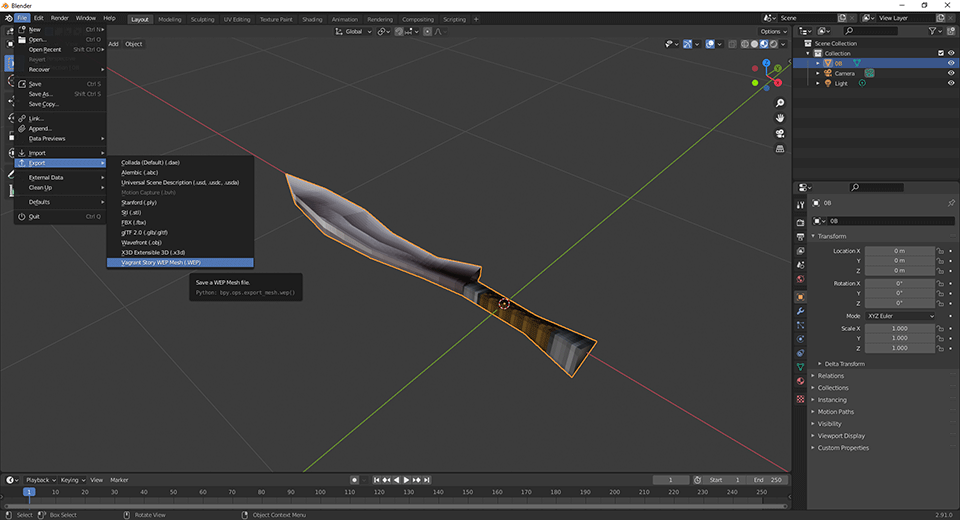 Blender
File Edit Render Window Help Layout Modeling Sculpting UV Editing Texture Paint Shading Animation Rendering Compositing Scripting + Scene View Layer
Global Options
Add Object
New Ctrl N
Open... Ctrl O
Open Recent Shift Ctrl O
Revert
Recover
Save Ctrl S
Save As... Shift Ctrl S
Save Copy...
Link...
Append...
Data Previews
Import
Export
External Data
Clean Up
Defaults
Quit Ctrl Q
Collada (Default) (.dae)
Alembic (.abc)
Universal Scene Description (.usd, .usdc, .usda)
Motion Capture (.bvh)
Stanford (.ply)
Stl (.stl)
FBX (.fbx)
glTF 2.0 (.glb/.gltf)
Wavefront (.obj)
X3D Extensible 3D (.x3d)
Vagrant Story WEP Mesh (.WEP)
Save a WEP Mesh file.
Python: bpy.ops.export_mesh.wep()
Z
Y
X
Scene Collection
Collection
0B
Camera
Light
0B
0B
Transform
Location X 0 m
Y 0 m
Z 0 m
Rotation X 0°
Y 0°
Z 0°
Mode XYZ Euler
Scale X 1.000
Y 1.000
Z 1.000
Delta Transform
Relations
Collections
Instancing
Motion Paths
Visibility
Viewport Display
Custom Properties
Playback Keying View Marker 1 Start 1 End 250
1 10 20 30 40 50 60 70 80 90 100 110 120 130 140 150 160 170 180 190 200 210 220 230 240 250
Select Box Select Rotate View Object Context Menu 2.91.0